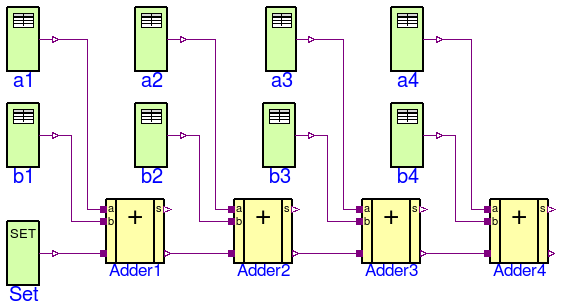 a1 a2 a3 a4
b1 b2 b3 b4
a + s a + s a + s a + s
b b b b
SET
Adder1 Adder2 Adder3 Adder4
Set